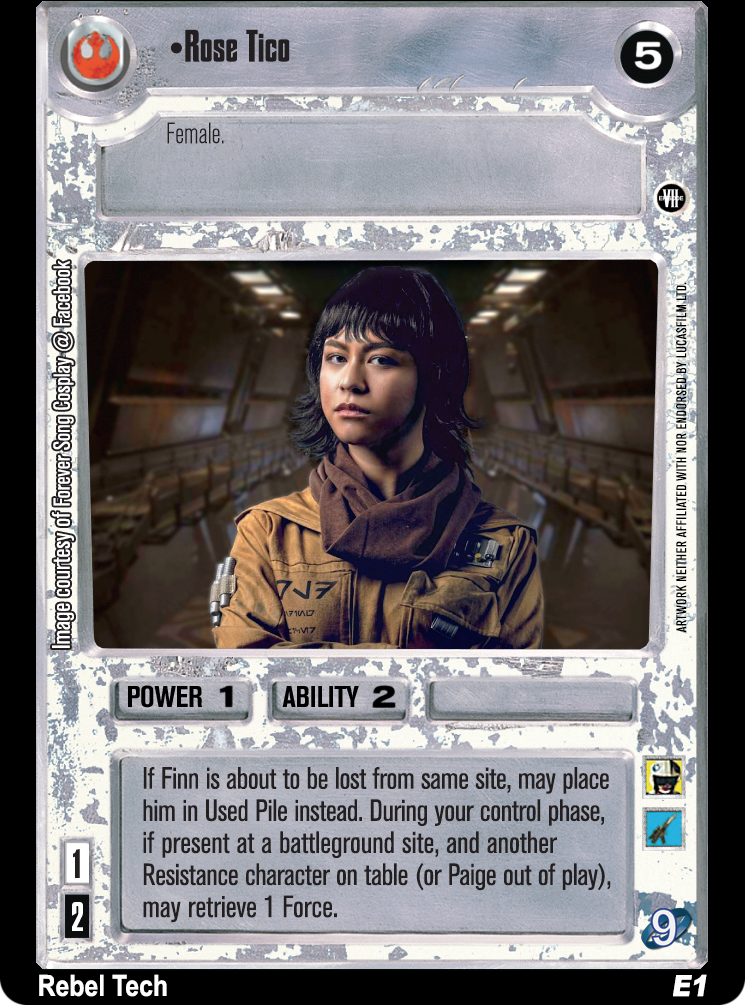 •Rose Tico
5
Female.
EPISODE
VII
Image courtesy of Forever Song Cosplay @ Facebook
ARTWORK NEITHER AFFILIATED WITH NOR ENDORSED BY LUCASFILM LTD.
POWER 1 ABILITY 2
If Finn is about to be lost from same site, may place
him in Used Pile instead. During your control phase,
if present at a battleground site, and another
Resistance character on table (or Paige out of play),
may retrieve 1 Force.
1
2
9
Rebel Tech
E1